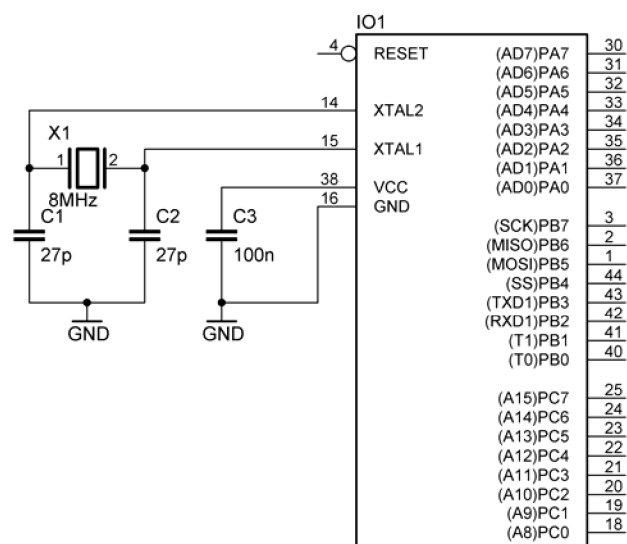 IO1
4 RESET (AD7)PA7 30
(AD6)PA6 31
(AD5)PA5 32
14 XTAL2 (AD4)PA4 33
(AD3)PA3 34
15 XTAL1 (AD2)PA2 35
(AD1)PA1 36
38 VCC (AD0)PA0 37
16 GND
X1
1 2
8MHz
C1
27p
C2
27p
C3
100n
GND
GND
(SCK)PB7 3
(MISO)PB6 2
(MOSI)PB5 1
(SS)PB4 44
(TXD1)PB3 43
(RXD1)PB2 42
(T1)PB1 41
(T0)PB0 40
(A15)PC7 25
(A14)PC6 24
(A13)PC5 23
(A12)PC4 22
(A11)PC3 21
(A10)PC2 20
(A9)PC1 19
(A8)PC0 18